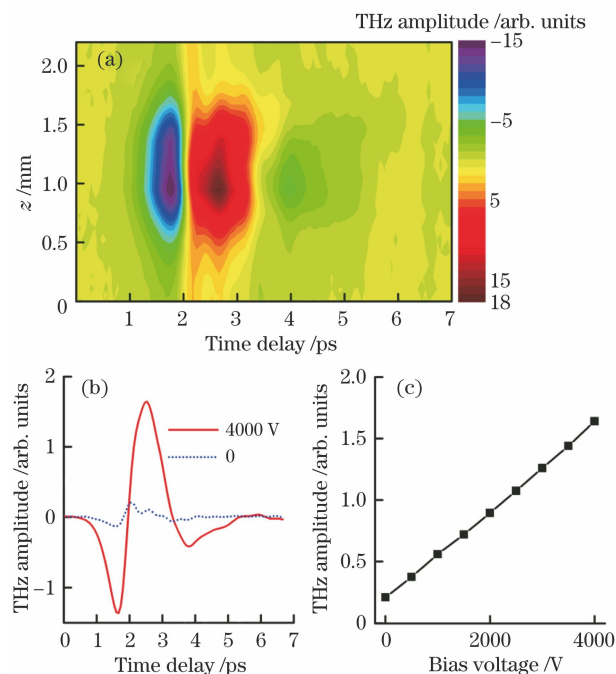 THz amplitude /arb. units
(a)
2.0
1.5
1.0
0.5
0
z /mm
1 2 3 4 5 6 7
Time delay /ps
−15
−5
5
15
18
(b)
2
1
0
−1
THz amplitude /arb. units
4000 V
0
0 1 2 3 4 5 6 7
Time delay /ps
(c)
2.0
1.5
1.0
0.5
0
THz amplitude /arb. units
0 2000 4000
Bias voltage /V